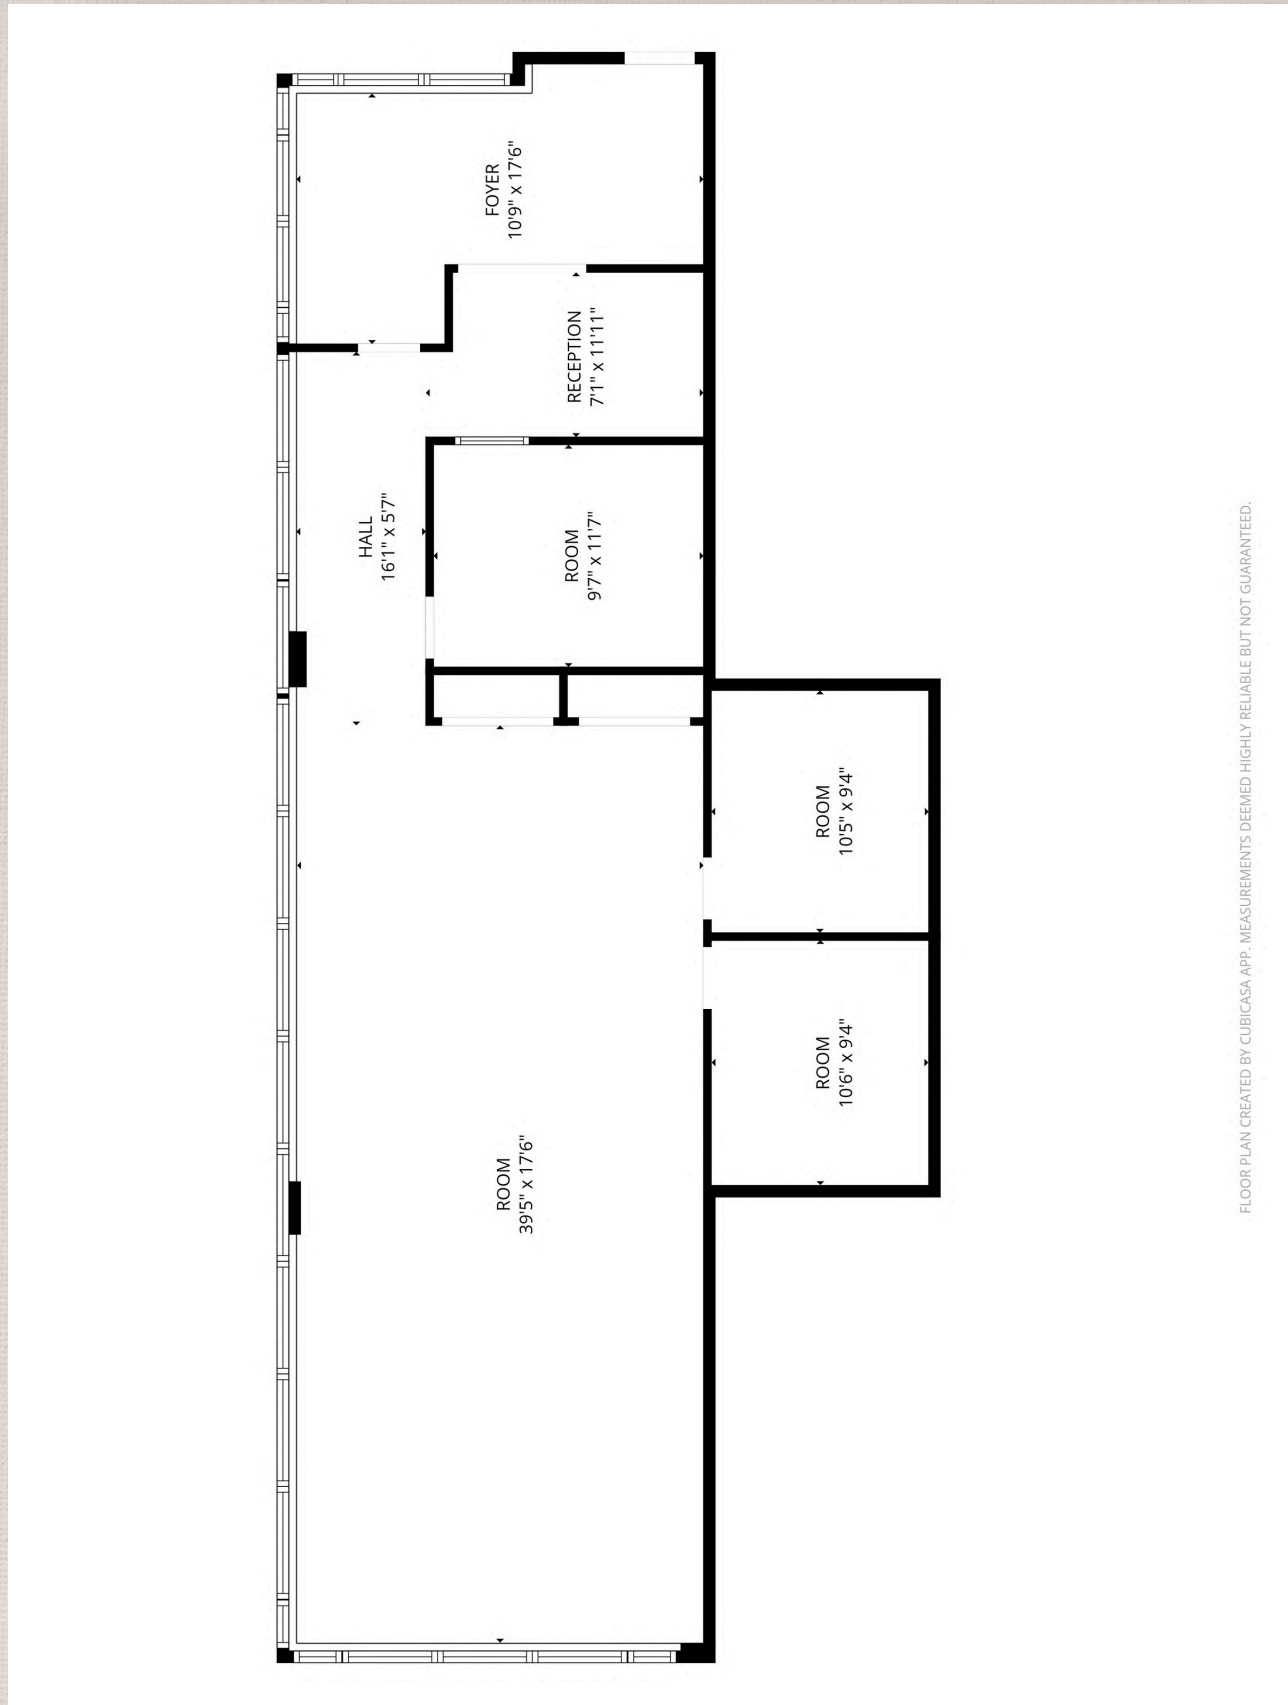 FOYER
10'9" x 17'6"
RECEPTION
7'1" x 11'11"
HALL
16'1" x 5'7"
ROOM
9'7" x 11'7"
ROOM
10'5" x 9'4"
ROOM
10'6" x 9'4"
ROOM
39'5" x 17'6"
FLOOR PLAN CREATED BY CUBICASA APP. MEASUREMENTS DEEMED HIGHLY RELIABLE BUT NOT GUARANTEED.